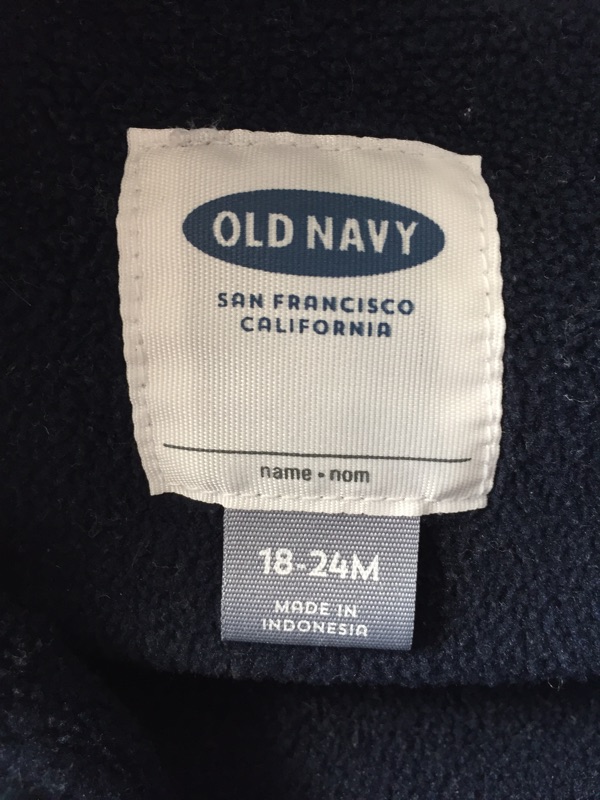 OLD NAVY
SAN FRANCISCO
CALIFORNIA
name • nom
18-24M
MADE IN
INDONESIA